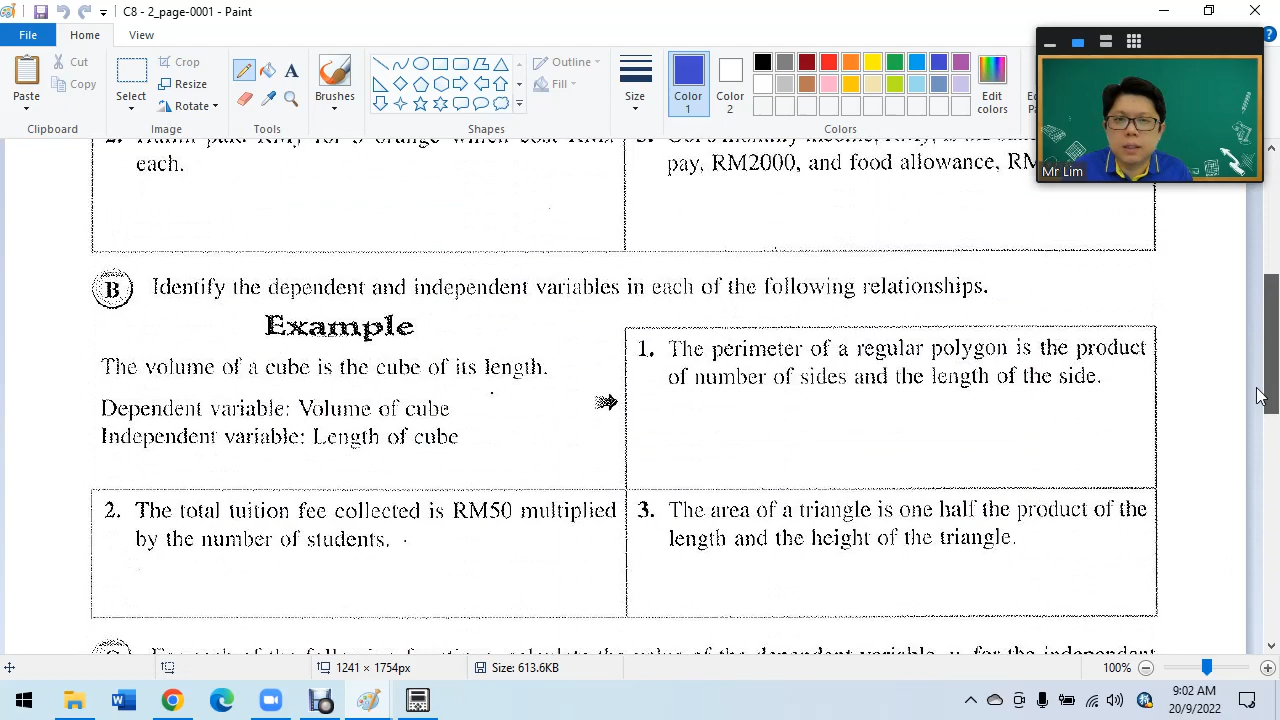 C8 - 2_page-0001 - Paint
File
Home
View
Paste
Cut
Copy
Clipboard
Select
Crop
Resize
Rotate
Image
Tools
Brushes
Outline
Fill
Shapes
Size
Color 1
Color 2
Edit colors
Colors
Mr Lim
each.
pay, RM2000, and food allowance,
B Identify the dependent and independent variables in each of the following relationships.
Example
The volume of a cube is the cube of its length.
Dependent variable: Volume of cube
Independent variable: Length of cube
1. The perimeter of a regular polygon is the product
of number of sides and the length of the side.
2. The total tuition fee collected is RM50 multiplied
by the number of students.
3. The area of a triangle is one half the product of the
length and the height of the triangle.
1241 × 1754px
Size: 613.6KB
100%
9:02 AM
20/9/2022